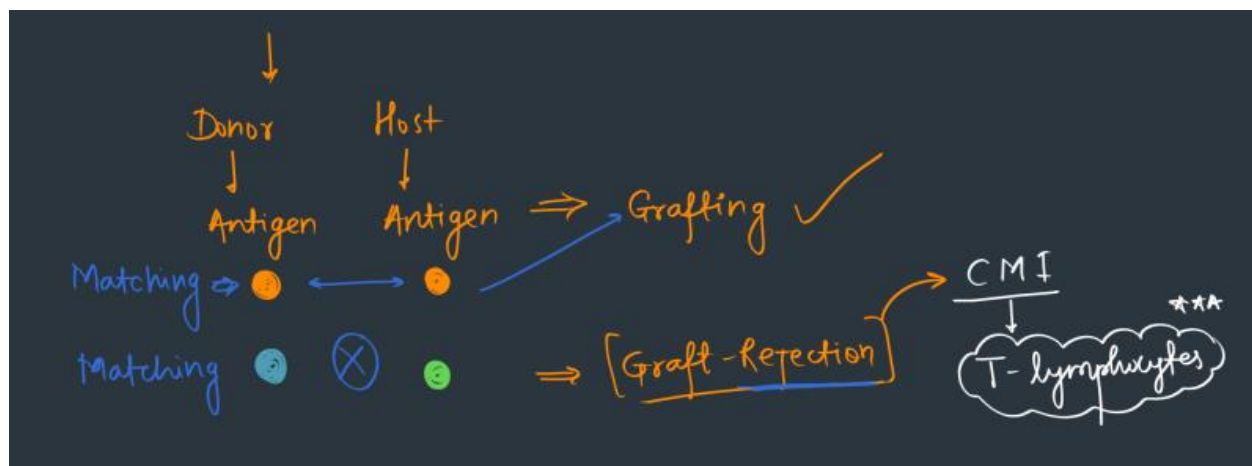 Donor Host
Antigen Antigen ⇒ Grafting ✓
Matching ⇒
CMI
Matching ⇒ [Graft-Rejection]
T-lymphocytes